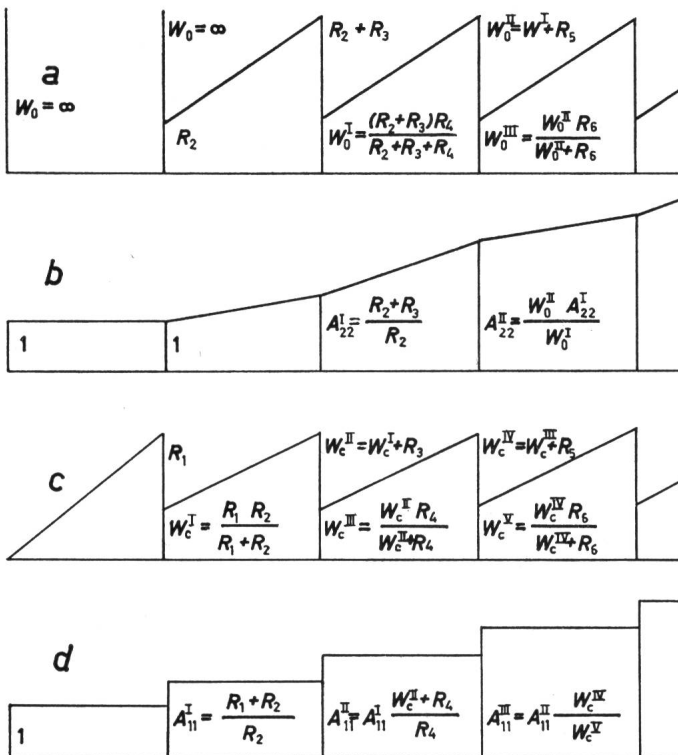 a
W₀ = ∞
W₀ = ∞
R₂ + R₃
W₀ᴵᴵ = Wᴵ + R₅
R₂
W₀ᴵ = (R₂+R₃)R₄ / R₂+R₃+R₄
W₀ᴵᴵᴵ = W₀ᴵᴵ R₆ / W₀ᴵᴵ+R₆
b
1
1
A₂₂ᴵ = R₂+R₃ / R₂
A₂₂ᴵᴵ = W₀ᴵᴵ A₂₂ᴵ / W₀ᴵ
c
R₁
W_cᴵᴵ = W_cᴵ + R₃
W_cᴵⱽ = W_cᴵᴵᴵ + R₅
W_cᴵ = R₁ R₂ / R₁ + R₂
W_cᴵᴵᴵ = W_cᴵᴵ R₄ / W_cᴵᴵ+R₄
W_cⱽ = W_cᴵⱽ R₆ / W_cᴵⱽ+R₆
d
1
A₁₁ᴵ = R₁ + R₂ / R₂
A₁₁ᴵᴵ = A₁₁ᴵ W_cᴵᴵ + R₄ / R₄
A₁₁ᴵᴵᴵ = A₁₁ᴵᴵ W_cᴵⱽ / W_cⱽ